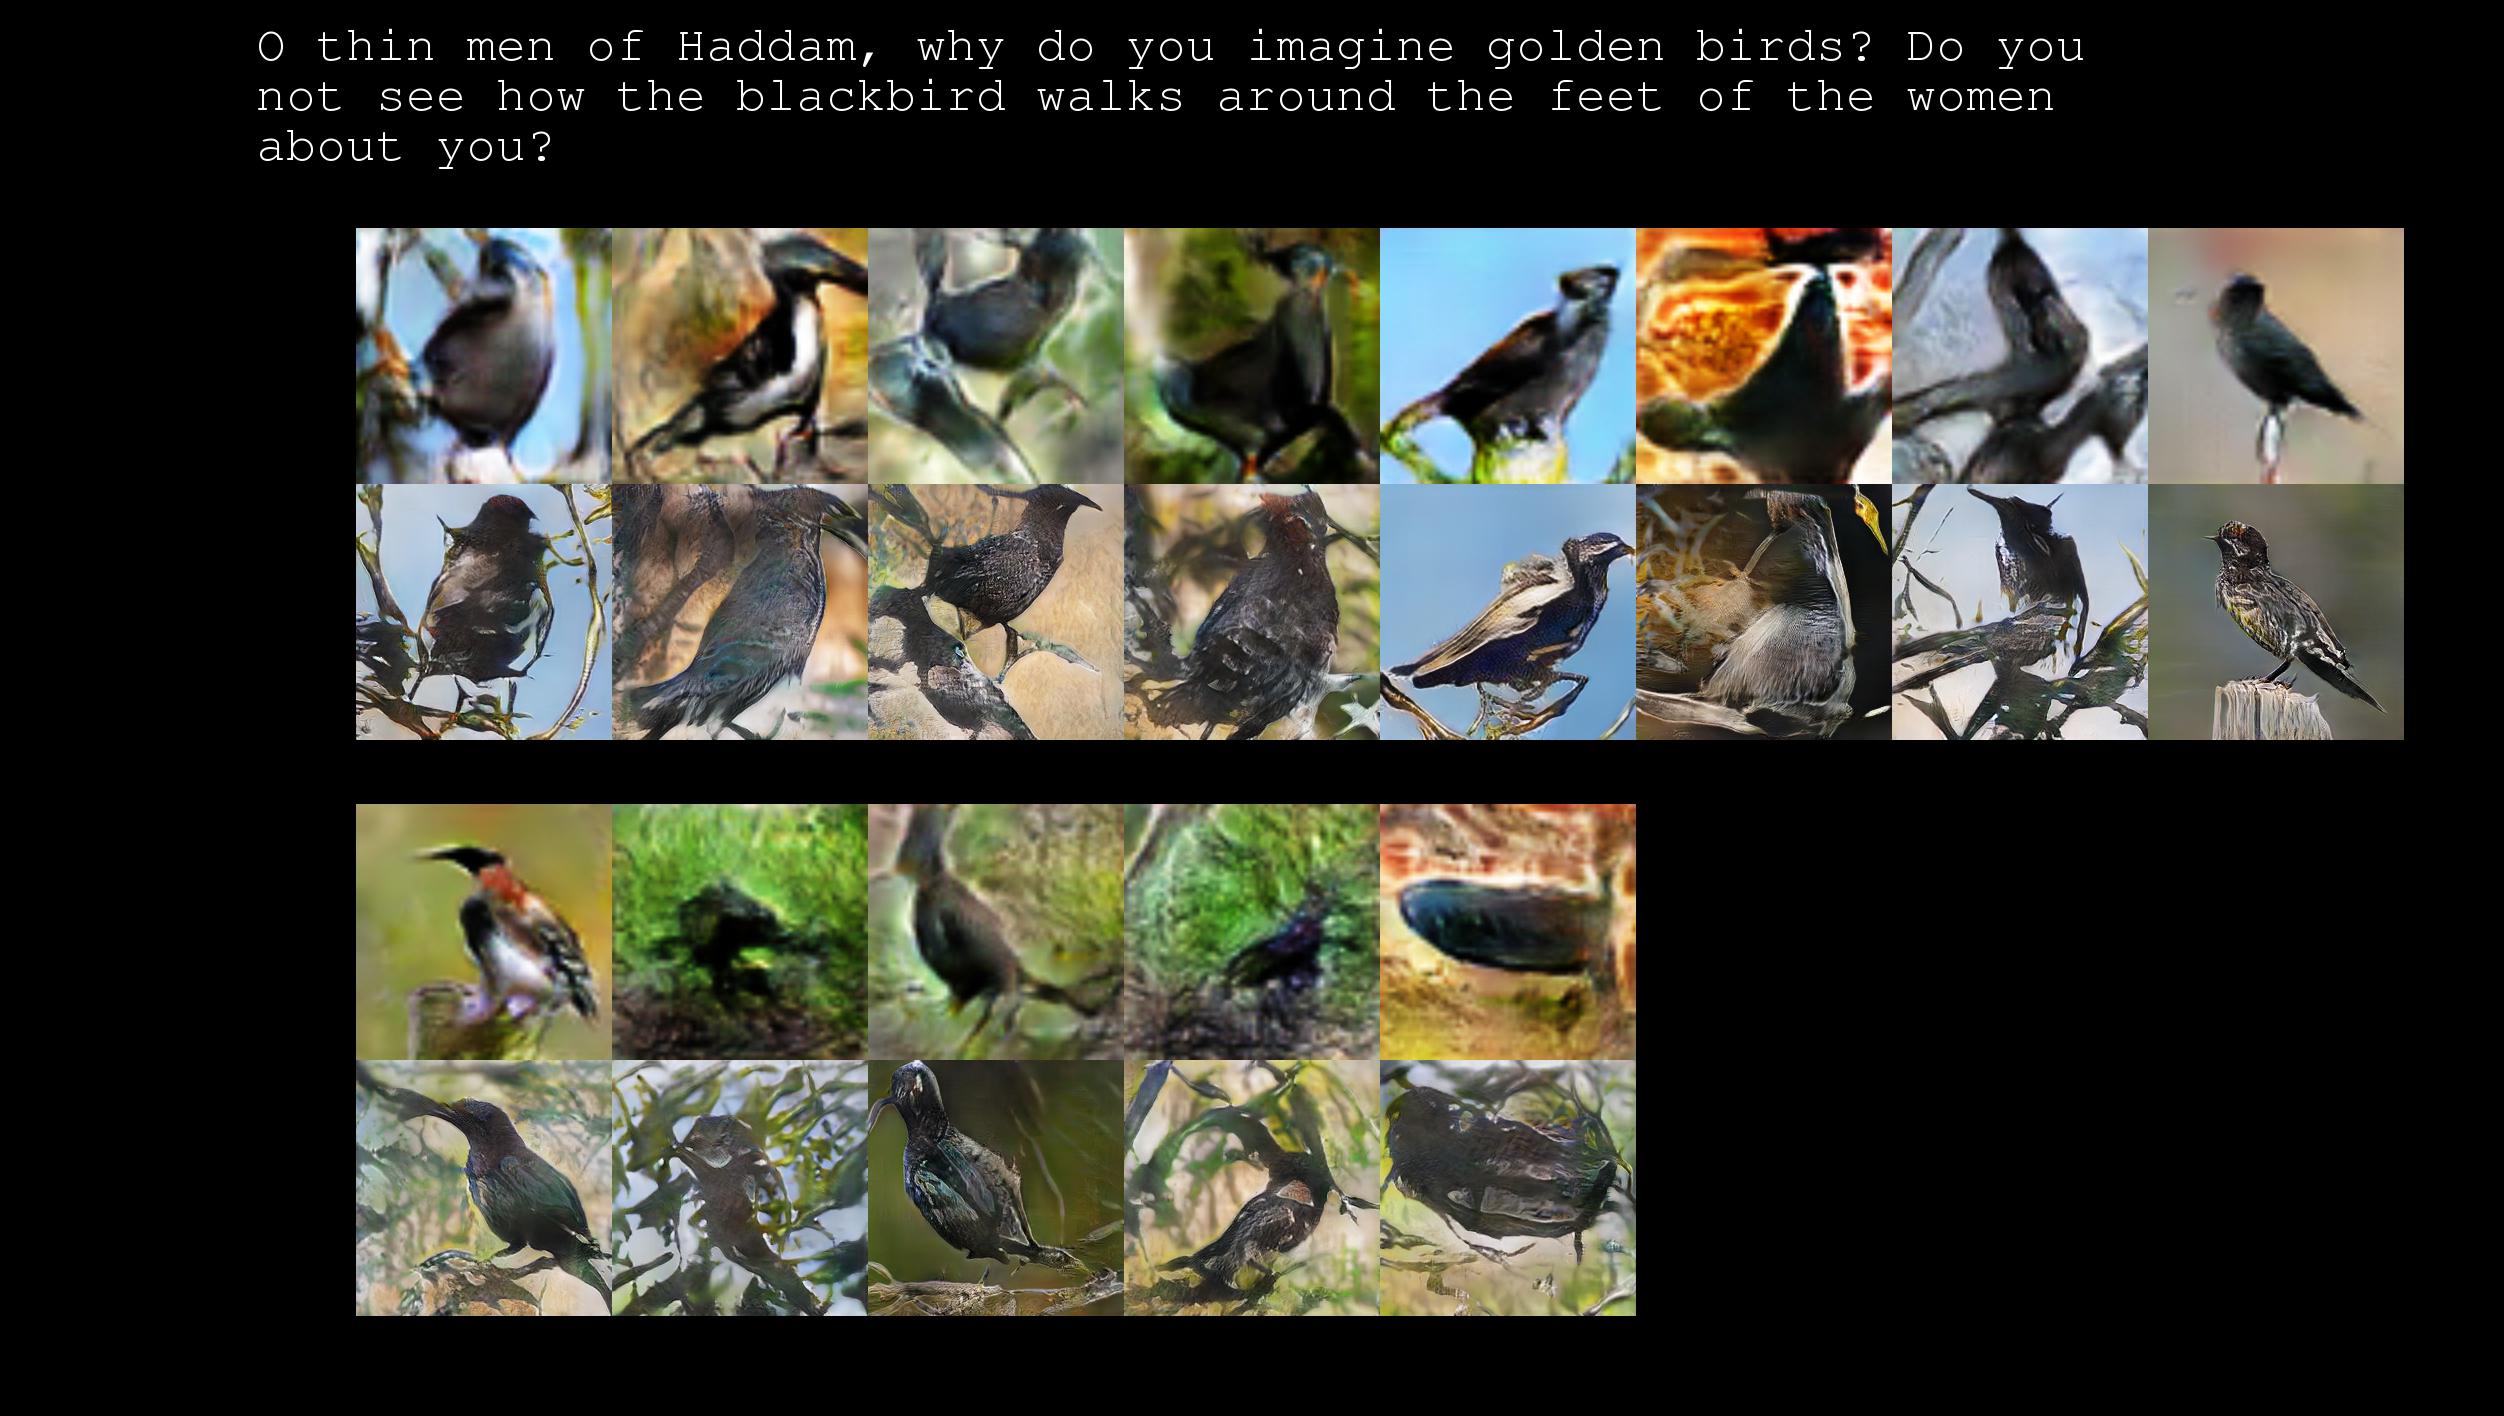 O thin men of Haddam, why do you imagine golden birds? Do you
not see how the blackbird walks around the feet of the women
about you?